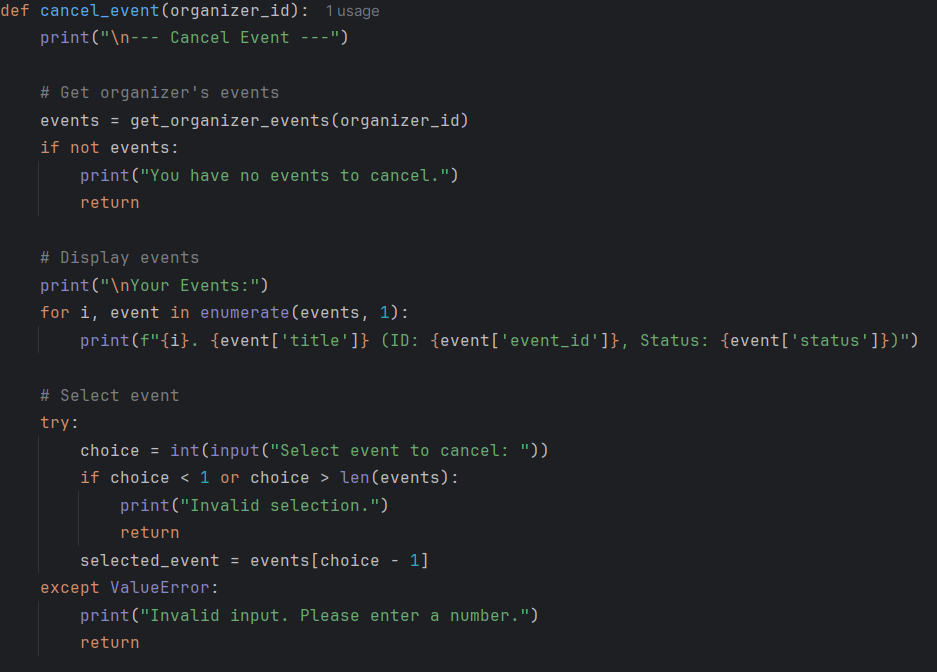 def cancel_event(organizer_id):  1 usage
    print("\n--- Cancel Event ---")

    # Get organizer's events
    events = get_organizer_events(organizer_id)
    if not events:
        print("You have no events to cancel.")
        return

    # Display events
    print("\nYour Events:")
    for i, event in enumerate(events, 1):
        print(f"{i}. {event['title']} (ID: {event['event_id']}, Status: {event['status']})")

    # Select event
    try:
        choice = int(input("Select event to cancel: "))
        if choice < 1 or choice > len(events):
            print("Invalid selection.")
            return
        selected_event = events[choice - 1]
    except ValueError:
        print("Invalid input. Please enter a number.")
        return